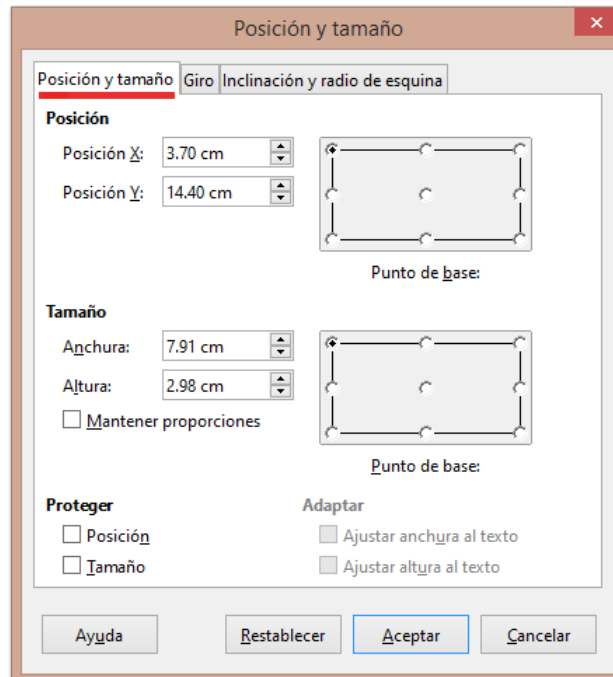 Posición y tamaño
Posición y tamaño Giro Inclinación y radio de esquina
Posición
Posición X: 3.70 cm
Posición Y: 14.40 cm
Punto de base:
Tamaño
Anchura: 7.91 cm
Altura: 2.98 cm
Mantener proporciones
Punto de base:
Proteger Adaptar
Posición Ajustar anchura al texto
Tamaño Ajustar altura al texto
Ayuda Restablecer Aceptar Cancelar